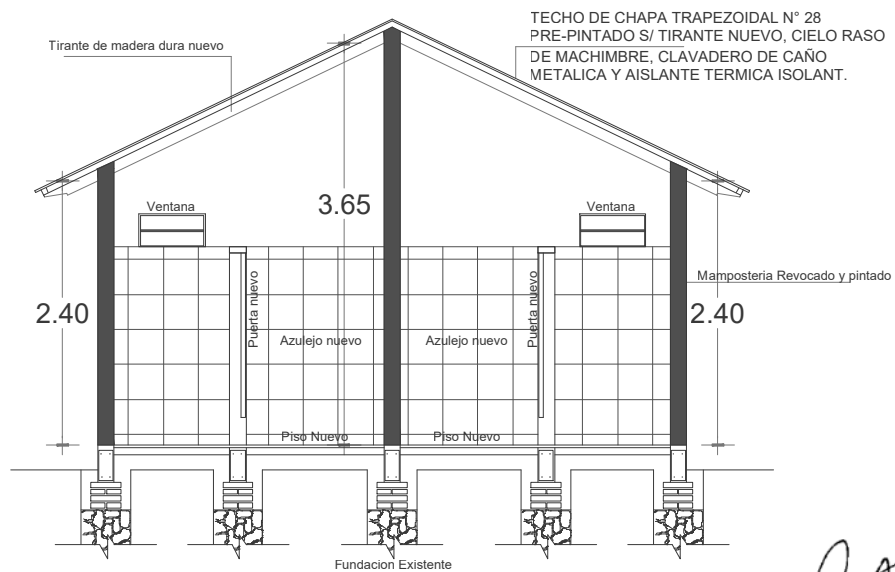 TECHO DE CHAPA TRAPEZOIDAL N° 28
PRE-PINTADO S/ TIRANTE NUEVO, CIELO RASO
DE MACHIMBRE, CLAVADERO DE CAÑO
METALICA Y AISLANTE TERMICA ISOLANT.
Tirante de madera dura nuevo
Ventana
3.65
Ventana
Mamposteria Revocado y pintado
2.40
Puerta nuevo
Azulejo nuevo
Azulejo nuevo
Puerta nuevo
2.40
Piso Nuevo
Piso Nuevo
Fundacion Existente